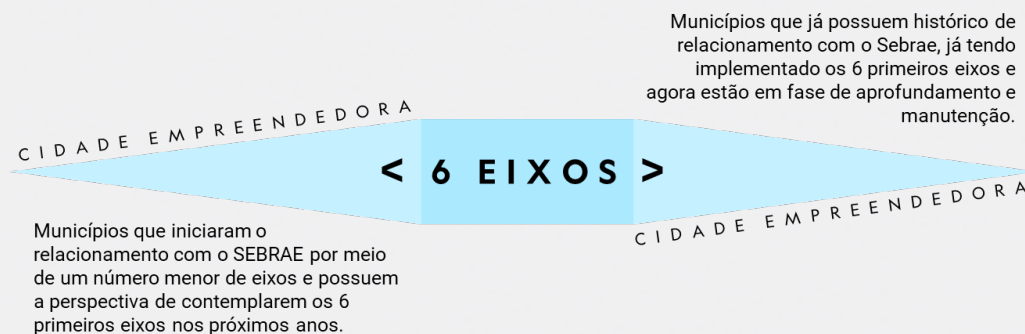 Municípios que já possuem histórico de
relacionamento com o Sebrae, já tendo
implementado os 6 primeiros eixos e
agora estão em fase de aprofundamento e
manutenção.
CIDADE EMPREENDEDORA
< 6 EIXOS >
CIDADE EMPREENDEDORA
Municípios que iniciaram o
relacionamento com o SEBRAE por meio
de um número menor de eixos e possuem
a perspectiva de contemplarem os 6
primeiros eixos nos próximos anos.